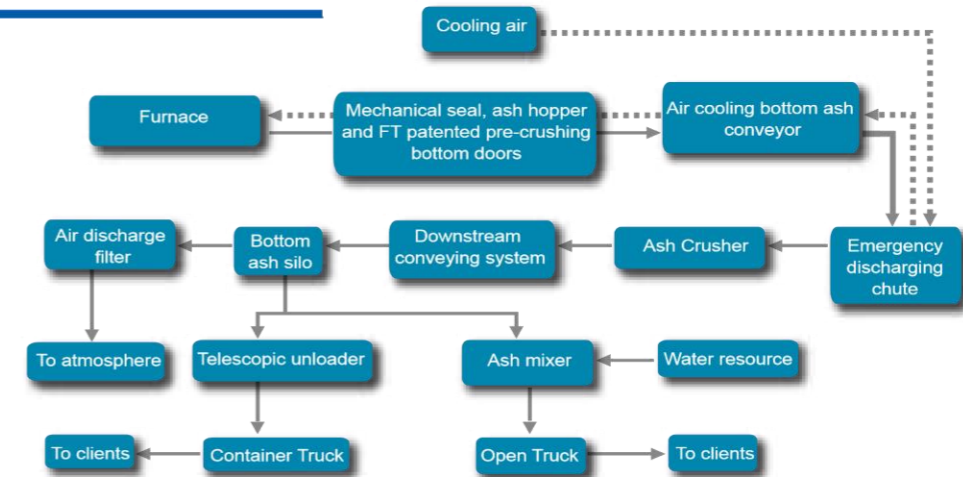 Cooling air
Furnace
Mechanical seal, ash hopper
and FT patented pre-crushing
bottom doors
Air cooling bottom ash
conveyor
Air discharge
filter
Bottom
ash silo
Downstream
conveying system
Ash Crusher
Emergency
discharging
chute
To atmosphere
Telescopic unloader
Ash mixer
Water resource
To clients
Container Truck
Open Truck
To clients